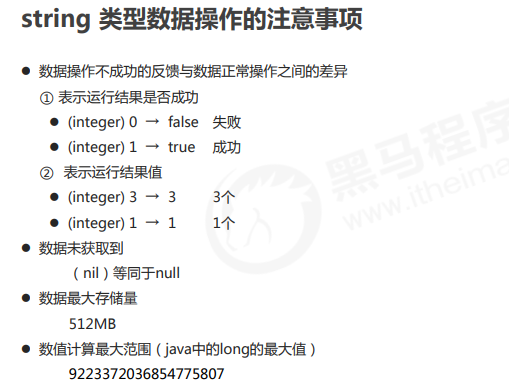 string 类型数据操作的注意事项
● 数据操作不成功的反馈与数据正常操作之间的差异
① 表示运行结果是否成功
● (integer) 0 → false 失败
● (integer) 1 → true 成功
② 表示运行结果值
● (integer) 3 → 3 3个
● (integer) 1 → 1 1个
● 数据未获取到
（nil）等同于null
● 数据最大存储量
512MB
● 数值计算最大范围（java中的long的最大值）
9223372036854775807
黑马程序
www.itheima